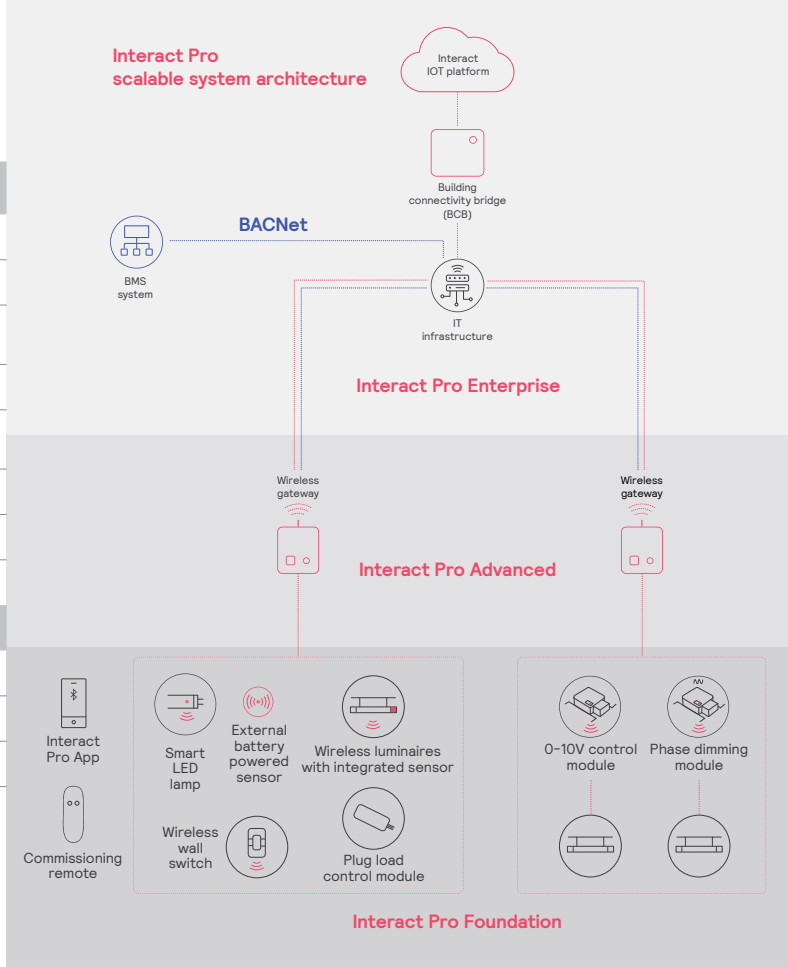 Interact Pro
scalable system architecture
Interact
IOT platform
Building
connectivity bridge
(BCB)
BACNet
BMS
system
IT
infrastructure
Interact Pro Enterprise
Wireless
gateway
Wireless
gateway
Interact Pro Advanced
Interact
Pro App
Smart
LED
lamp
External
battery
powered
sensor
Wireless luminaires
with integrated sensor
0-10V control
module
Phase dimming
module
Commissioning
remote
Wireless
wall
switch
Plug load
control module
Interact Pro Foundation